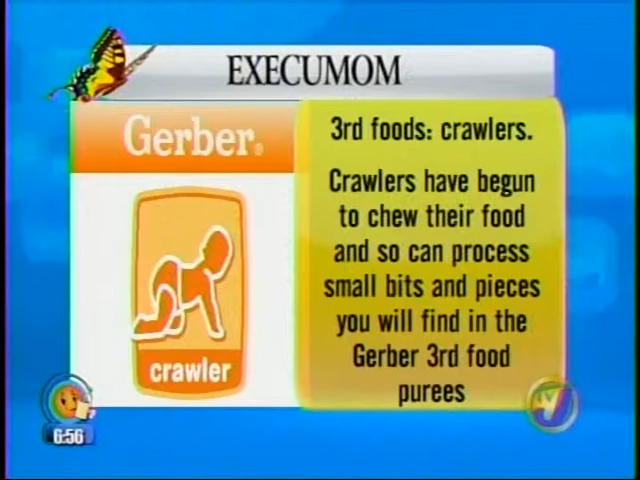 EXECUMOM
Gerber®
crawler
3rd foods: crawlers.
Crawlers have begun
to chew their food
and so can process
small bits and pieces
you will find in the
Gerber 3rd food
purees
6:56
TVJ